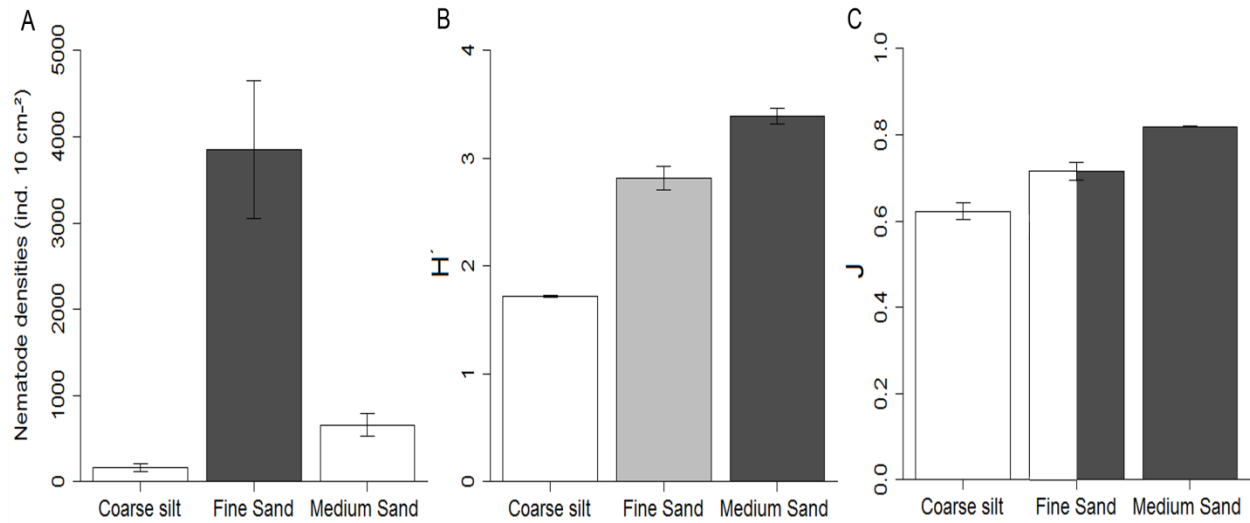 A
Nematode densities (ind. 10 cm-²)
5000
4000
3000
2000
1000
0
Coarse silt Fine Sand Medium Sand
B
H´
4
3
2
1
0
Coarse silt Fine Sand Medium Sand
C
J
1.0
0.8
0.6
0.4
0.2
0.0
Coarse silt Fine Sand Medium Sand